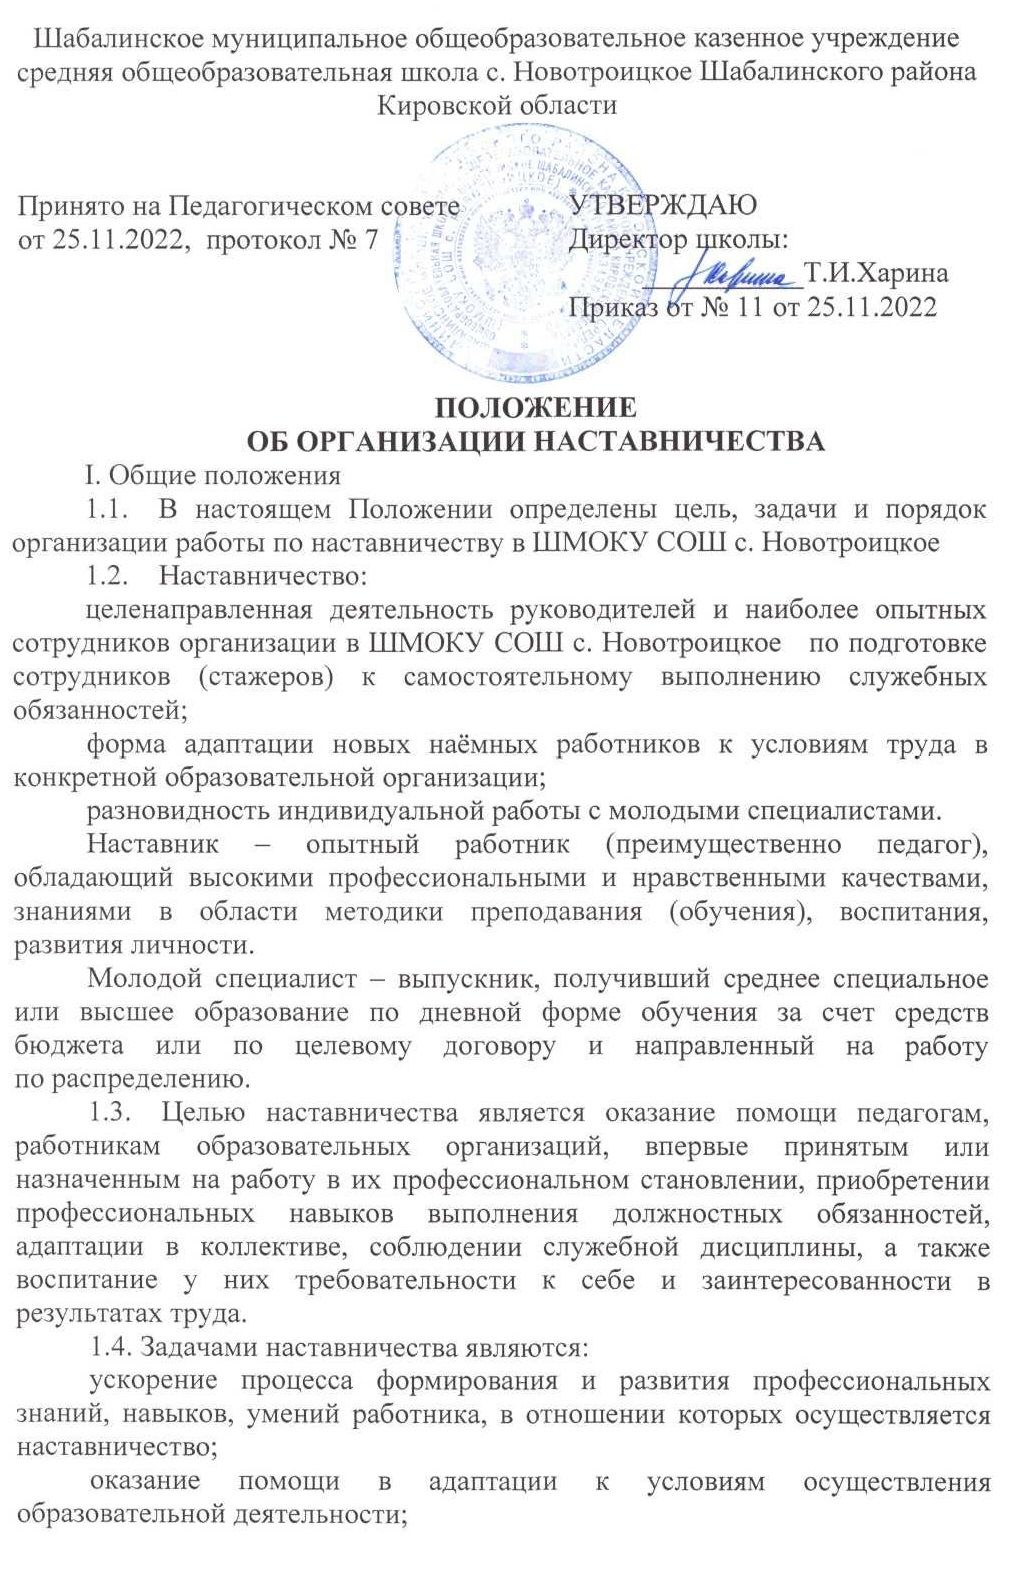 Шабалинское муниципальное общеобразовательное казенное учреждение
средняя общеобразовательная школа с. Новотроицкое Шабалинского района
Кировской области
Принято на Педагогическом совете
от 25.11.2022, протокол № 7
УТВЕРЖДАЮ
Директор школы:
Т.И.Харина
Приказ от № 11 от 25.11.2022
ПОЛОЖЕНИЕ
ОБ ОРГАНИЗАЦИИ НАСТАВНИЧЕСТВА
I. Общие положения
1.1. В настоящем Положении определены цель, задачи и порядок
организации работы по наставничеству в ШМОКУ СОШ с. Новотроицкое
1.2. Наставничество:
целенаправленная деятельность руководителей и наиболее опытных
сотрудников организации в ШМОКУ СОШ с. Новотроицкое по подготовке
сотрудников (стажеров) к самостоятельному выполнению служебных
обязанностей;
форма адаптации новых наёмных работников к условиям труда в
конкретной образовательной организации;
разновидность индивидуальной работы с молодыми специалистами.
Наставник – опытный работник (преимущественно педагог),
обладающий высокими профессиональными и нравственными качествами,
знаниями в области методики преподавания (обучения), воспитания,
развития личности.
Молодой специалист – выпускник, получивший среднее специальное
или высшее образование по дневной форме обучения за счет средств
бюджета или по целевому договору и направленный на работу
по распределению.
1.3. Целью наставничества является оказание помощи педагогам,
работникам образовательных организаций, впервые принятым или
назначенным на работу в их профессиональном становлении, приобретении
профессиональных навыков выполнения должностных обязанностей,
адаптации в коллективе, соблюдении служебной дисциплины, а также
воспитание у них требовательности к себе и заинтересованности в
результатах труда.
1.4. Задачами наставничества являются:
ускорение процесса формирования и развития профессиональных
знаний, навыков, умений работника, в отношении которых осуществляется
наставничество;
оказание помощи в адаптации к условиям осуществления
образовательной деятельности;